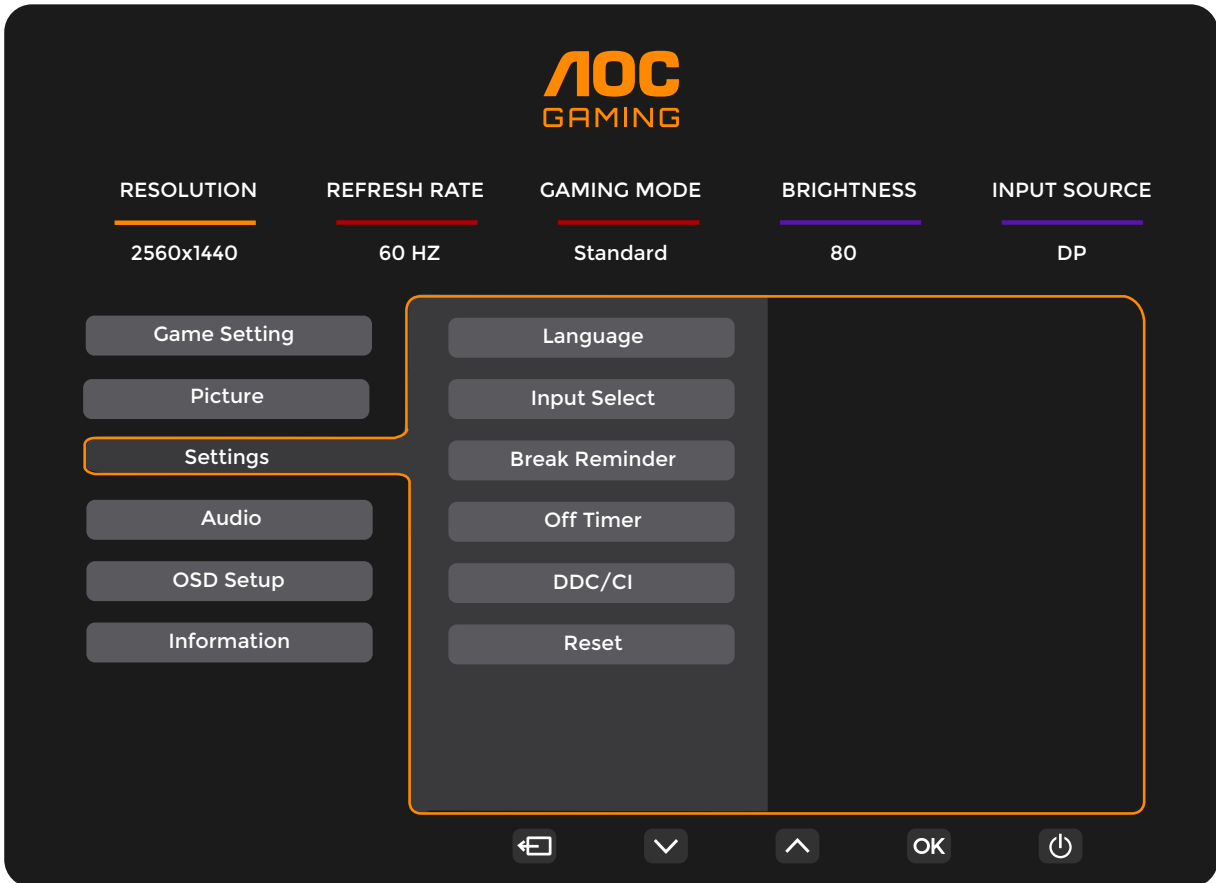 AOC
GAMING
RESOLUTION REFRESH RATE GAMING MODE BRIGHTNESS INPUT SOURCE
2560x1440 60 HZ Standard 80 DP
Game Setting
Picture
Settings
Audio
OSD Setup
Information
Language
Input Select
Break Reminder
Off Timer
DDC/CI
Reset
OK